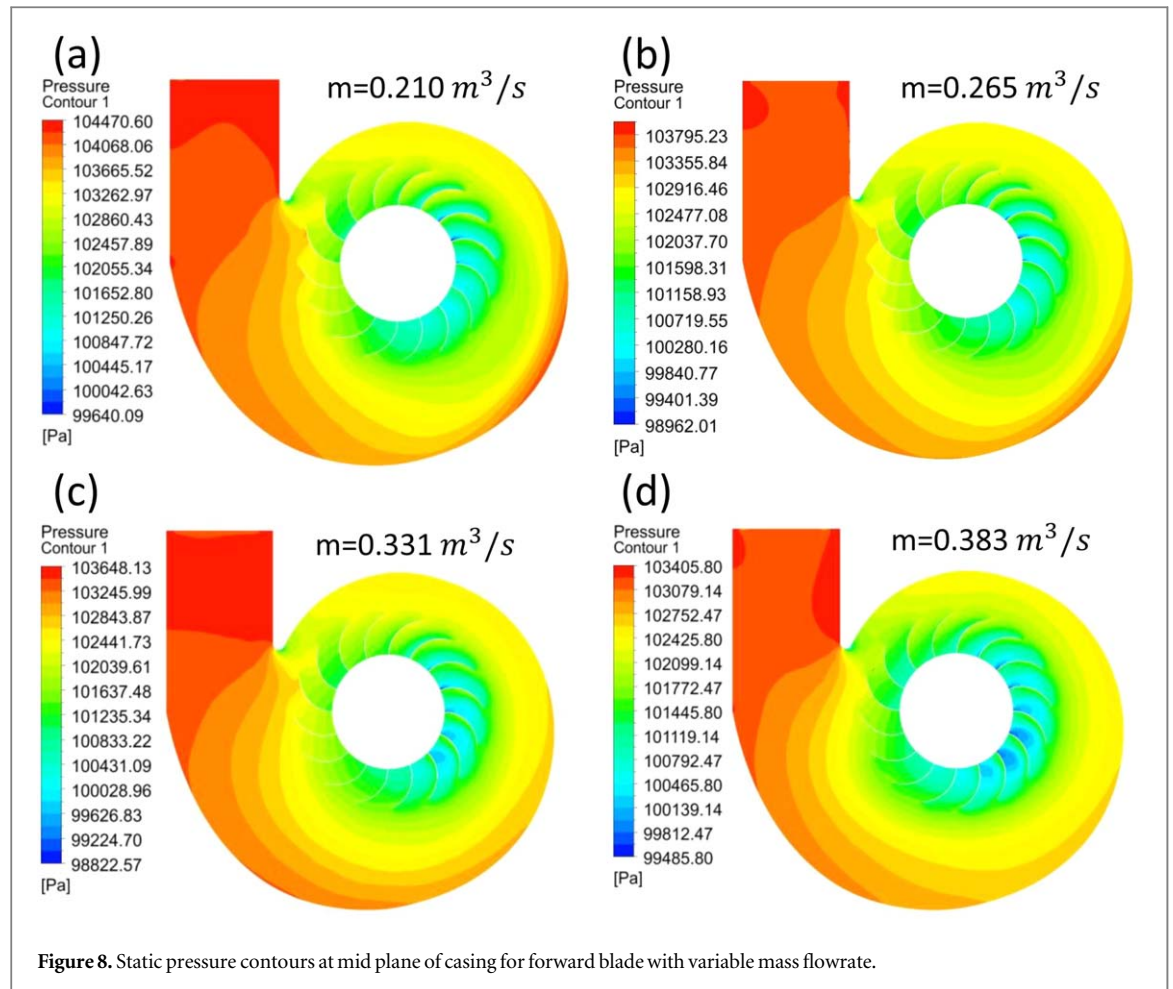 (a)
m=0.210 m³/s
Pressure
Contour 1
104470.60
104068.06
103665.52
103262.97
102860.43
102457.89
102055.34
101652.80
101250.26
100847.72
100445.17
100042.63
99640.09
[Pa]
(b)
m=0.265 m³/s
Pressure
Contour 1
103795.23
103355.84
102916.46
102477.08
102037.70
101598.31
101158.93
100719.55
100280.16
99840.77
99401.39
98962.01
[Pa]
(c)
m=0.331 m³/s
Pressure
Contour 1
103648.13
103245.99
102843.87
102441.73
102039.61
101637.48
101235.34
100833.22
100431.09
100028.96
99626.83
99224.70
98822.57
[Pa]
(d)
m=0.383 m³/s
Pressure
Contour 1
103405.80
103079.14
102752.47
102425.80
102099.14
101772.47
101445.80
101119.14
100792.47
100465.80
100139.14
99812.47
99485.80
[Pa]
Figure 8. Static pressure contours at mid plane of casing for forward blade with variable mass flowrate.